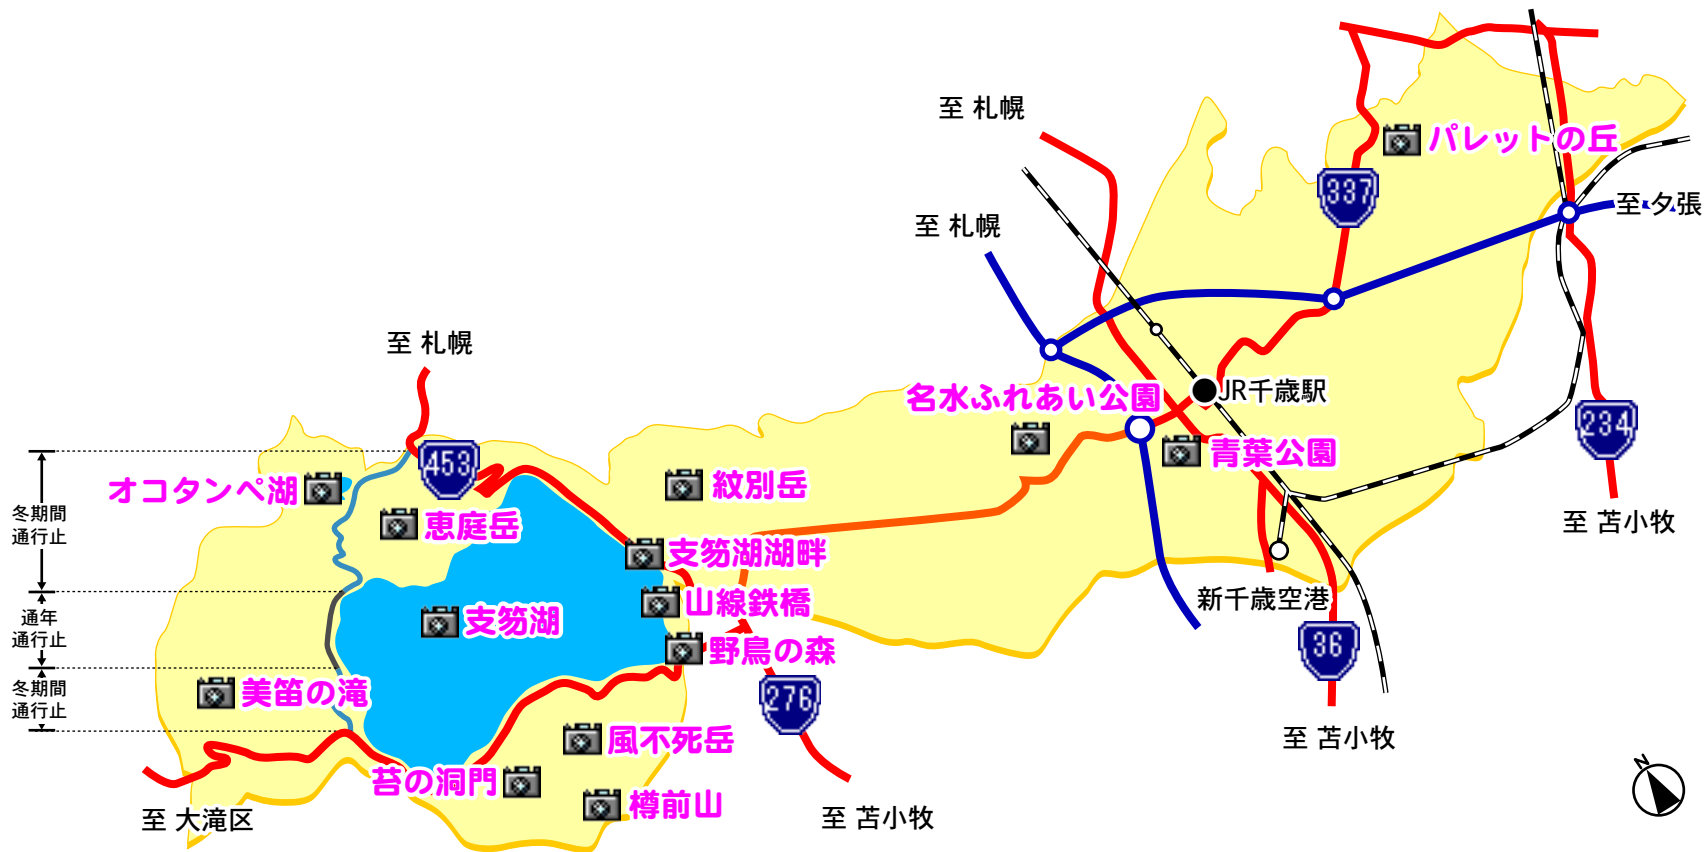 至 札幌
パレットの丘
337
至 夕張
至 札幌
至 札幌
JR千歳駅
名水ふれあい公園
234
青葉公園
453
オコタンペ湖
紋別岳
冬期間
通行止
恵庭岳
至 苫小牧
支笏湖湖畔
山線鉄橋
新千歳空港
通年
通行止
支笏湖
野鳥の森
36
冬期間
通行止
美笛の滝
276
風不死岳
至 苫小牧
苔の洞門
樽前山
至 大滝区
至 苫小牧
N